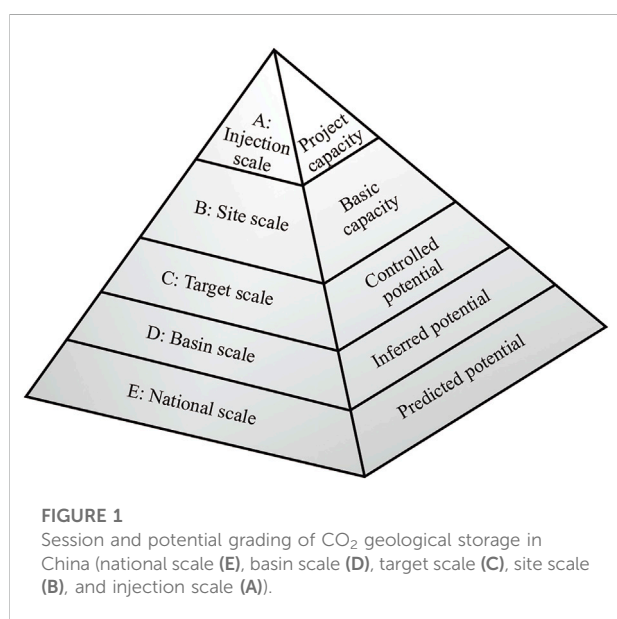 A:
Injection
scale
Project
capacity
B: Site scale
Basic
capacity
C: Target scale
Controlled
potential
D: Basin scale
Inferred potential
E: National scale
Predicted potential
FIGURE 1
Session and potential grading of CO₂ geological storage in
China (national scale (E), basin scale (D), target scale (C), site scale
(B), and injection scale (A)).